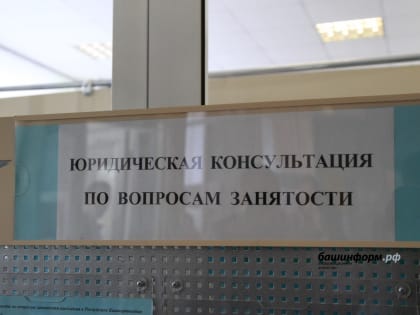 ЮРИДИЧЕСКАЯ КОНСУЛЬТАЦИЯ
ПО ВОПРОСАМ ЗАНЯТОСТИ
башинформ.рф